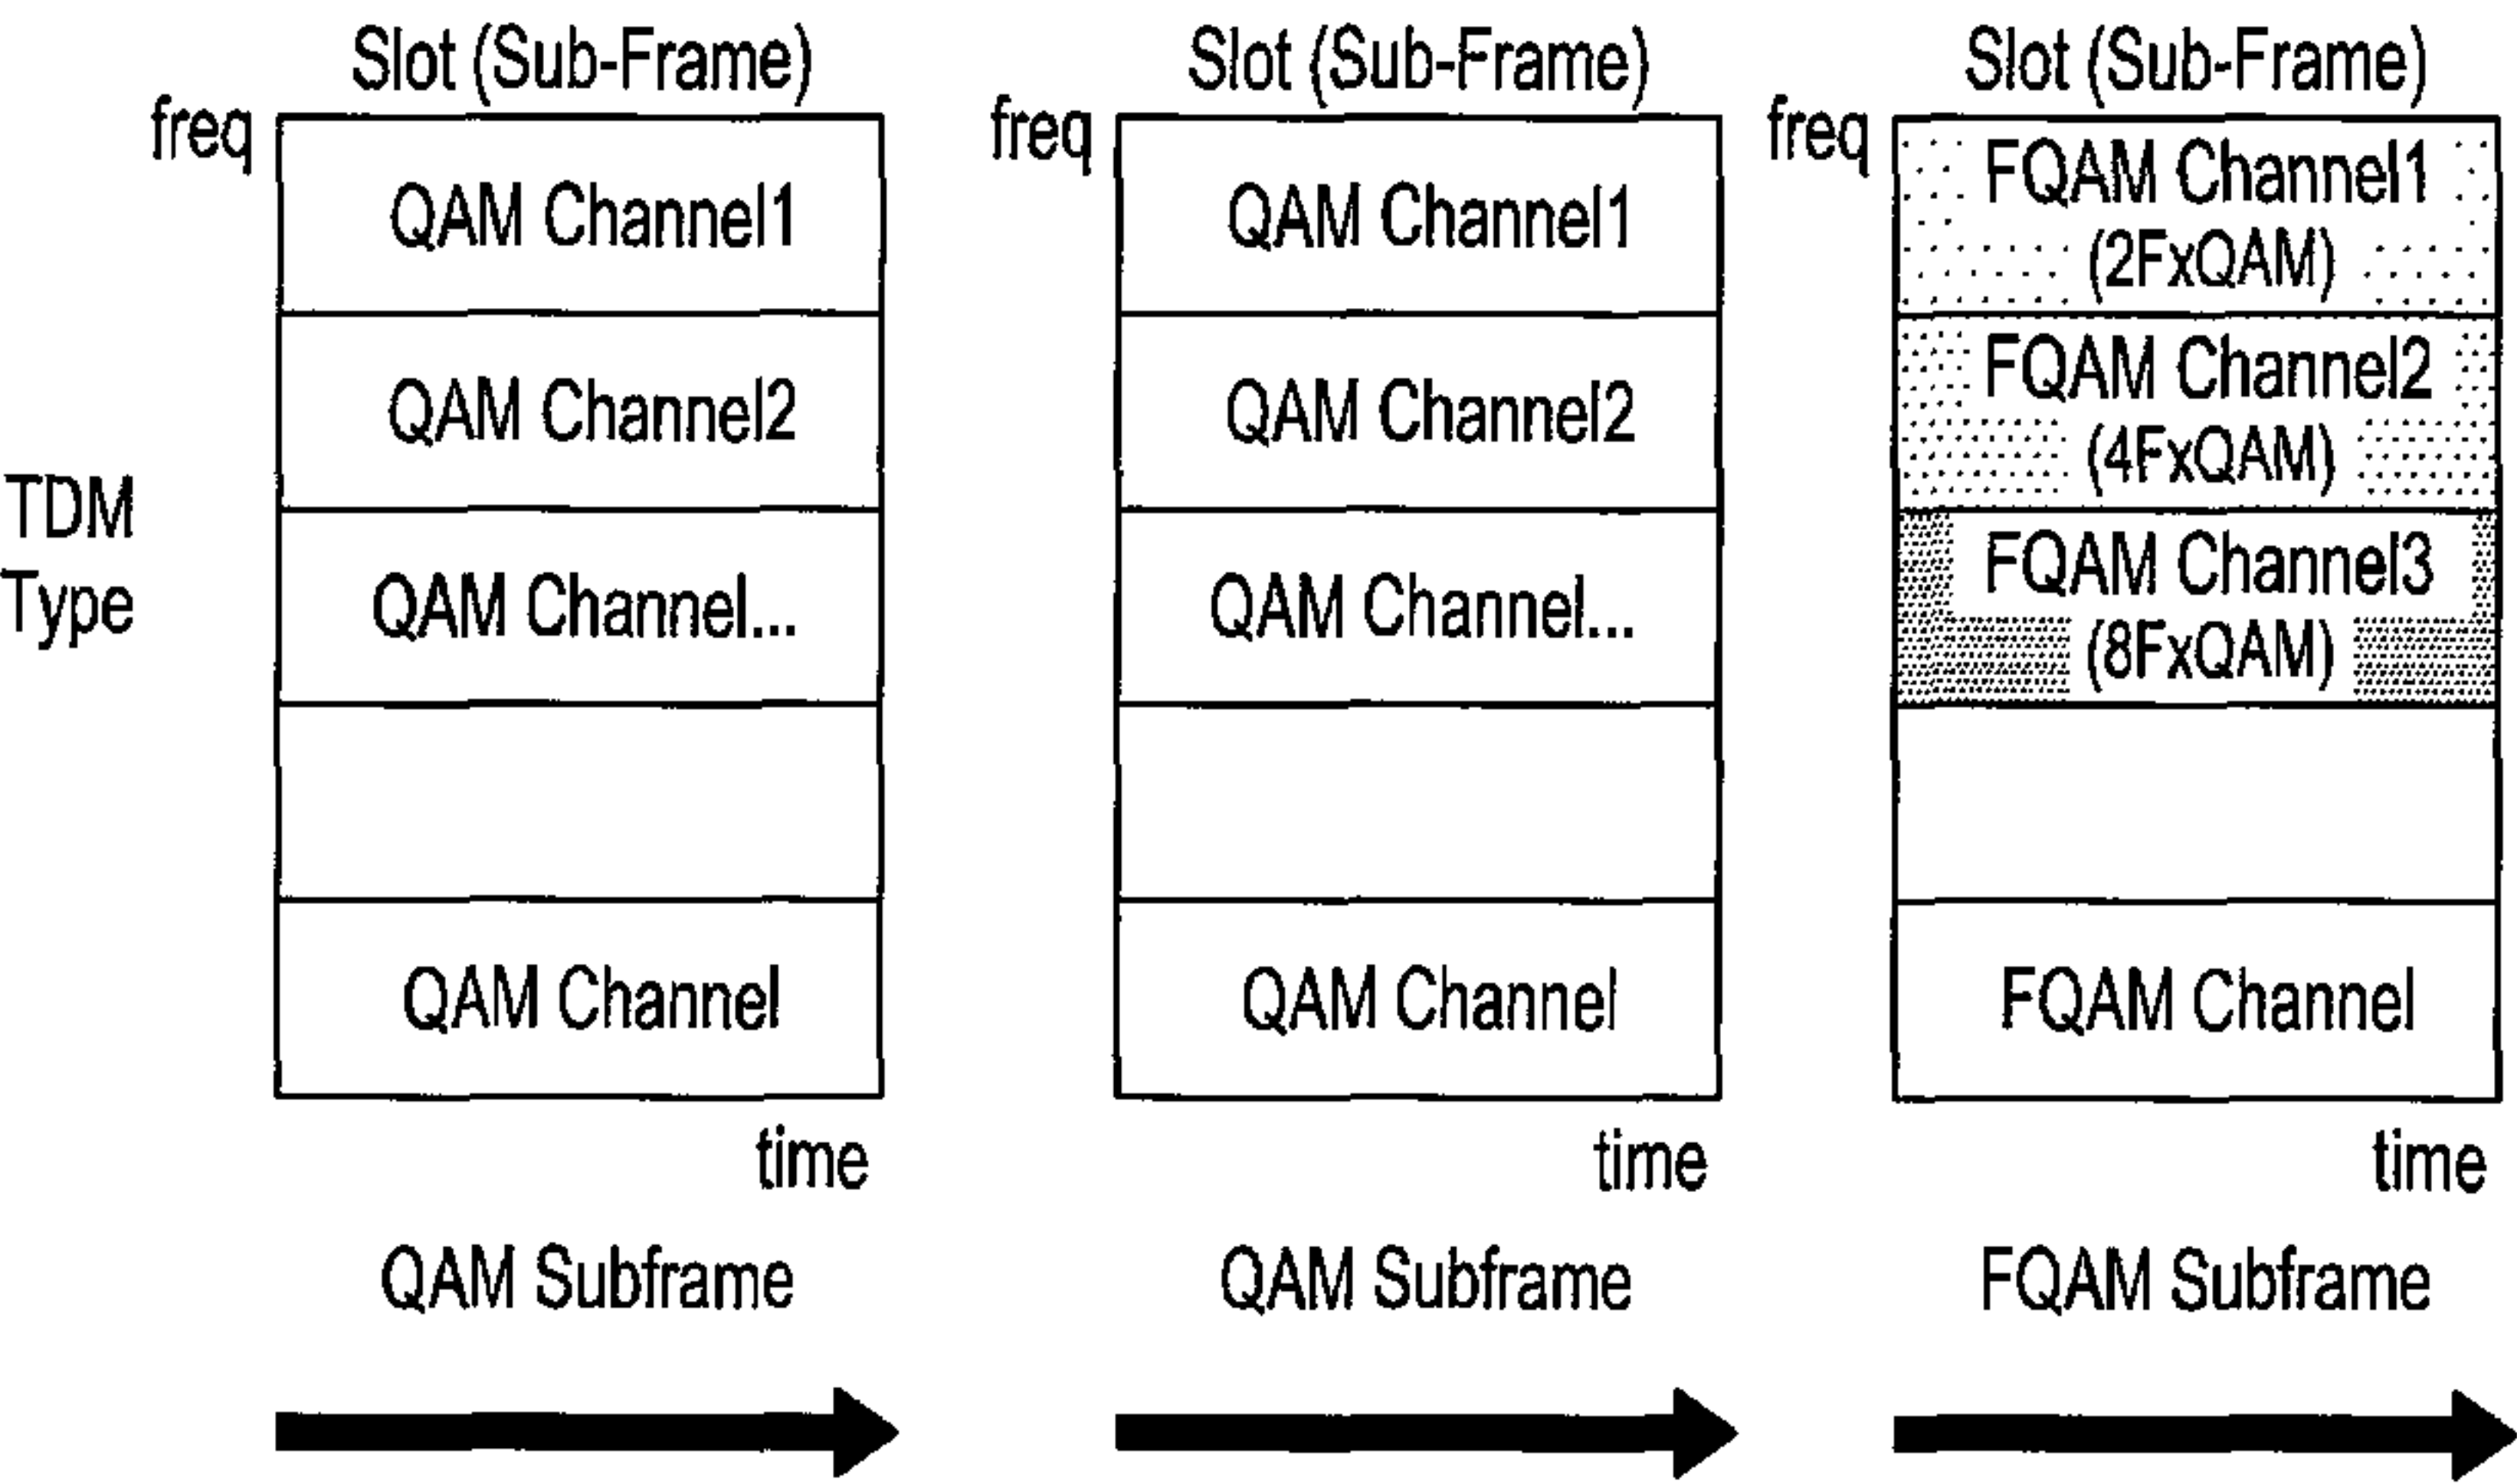 Slot (Sub-Frame)
freq
QAM Channel1
QAM Channel2
QAM Channel...
QAM Channel
time
QAM Subframe
Slot (Sub-Frame)
freq
QAM Channel1
QAM Channel2
QAM Channel...
QAM Channel
time
QAM Subframe
Slot (Sub-Frame)
freq
FQAM Channel1
(2FxQAM)
FQAM Channel2
(4FxQAM)
FQAM Channel3
(8FxQAM)
FQAM Channel
time
FQAM Subframe
TDM
Type